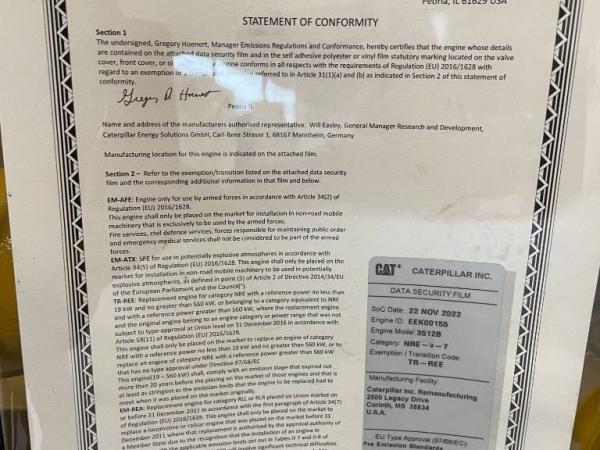 Peoria, IL 61629 USA
STATEMENT OF CONFORMITY
Section 1
The undersigned, Gregory Hoenert, Manager Emissions Regulations and Conformance, hereby certifies that the engine whose details
are contained on the attached data security film and in the self adhesive polyester or vinyl film statutory marking located on the valve
cover, front cover, or engine conforms in all respects with the requirements of Regulation (EU) 2016/1628 with
regard to an exemption or referred to in Article 31(1)(a) and (b) as indicated in Section 2 of this statement of
conformity.
Peoria IL
Name and address of the manufacturers authorised representative: Will Easley, General Manager Research and Development,
Caterpillar Energy Solutions GmbH, Carl-Benz-Strasse 1, 68167 Mannheim, Germany
Manufacturing location for this engine is indicated on the attached film.
Section 2 – Refer to the exemption/transition listed on the attached data security
film and the corresponding additional information in that film and below.
EM-AFE: Engine only for use by armed forces in accordance with Article 34(2) of
Regulation (EU) 2016/1628.
This engine shall only be placed on the market for installation in non-road mobile
machinery that is exclusively to be used by the armed forces.
Fire services, civil defence services, forces responsible for maintaining public order
and emergency medical services shall not be considered to be part of the armed
forces.
EM-ATX: SPE for use in potentially explosive atmospheres in accordance with
Article 34(5) of Regulation (EU) 2016/1628. This engine shall only be placed on the
market for installation in non-road mobile machinery to be used in potentially
explosive atmospheres, as defined in point (5) of Article 2 of Directive 2014/34/EU
of the European Parliament and the Council(*).
TR-REE: Replacement engine for category NRE with a reference power no less than
19 kW and no greater than 560 kW, or belonging to a category equivalent to NRE
with a reference power greater than 560 kW, where the replacement engine
and the original engine belong to an engine category or power range that was not
subject to type-approval at Union level on 31 December 2016 in accordance with
Article 58(11) of Regulation (EU) 2016/1628.
This engine shall only be placed on the market to replace an engine of category
NRE with a reference power no less than 19 kW and no greater than 560 kW, or to
replace an engine of category NRE with a reference power greater than 560 kW
that has no type approval under Directive 97/68/EC
This engine(19 – 560 kW) shall, comply with an emission stage that expired not
more than 20 years before the placing on the market of those engines and that is
at least as stringent as the emission limits that the engine to be replaced had to
meet when it was placed on the market originally.
EM-REA: Replacement engine for category RLL or RLR placed on Union market on
or before 31 December 2011 in accordance with the first paragraph of Article 34(7)
of Regulation (EU) 2016/1628. This engine shall only be placed on the market to
replace a locomotive or railcar engine that was placed on the market before 31
December 2011 where that replacement is authorised by the approval authority of
a Member State due to the recognition that the installation of an engine in
the applicable emission limits set out in Tables II-7 and II-8 of
will involve significant technical difficulties.
CAT® CATERPILLAR INC.
DATA SECURITY FILM
SoC Date: 22 NOV 2022
Engine ID: EEK00155
Engine Model: 3512B
Category: NRE-v-7
Exemption / Transition Code:
TR-REE
Manufacturing Facility
Caterpillar Inc. Remanufacturing
2800 Legacy Drive
Corinth, MS 38834
U.S.A.
EU Type Approval (97/68/EC):
Pre Emission Standards